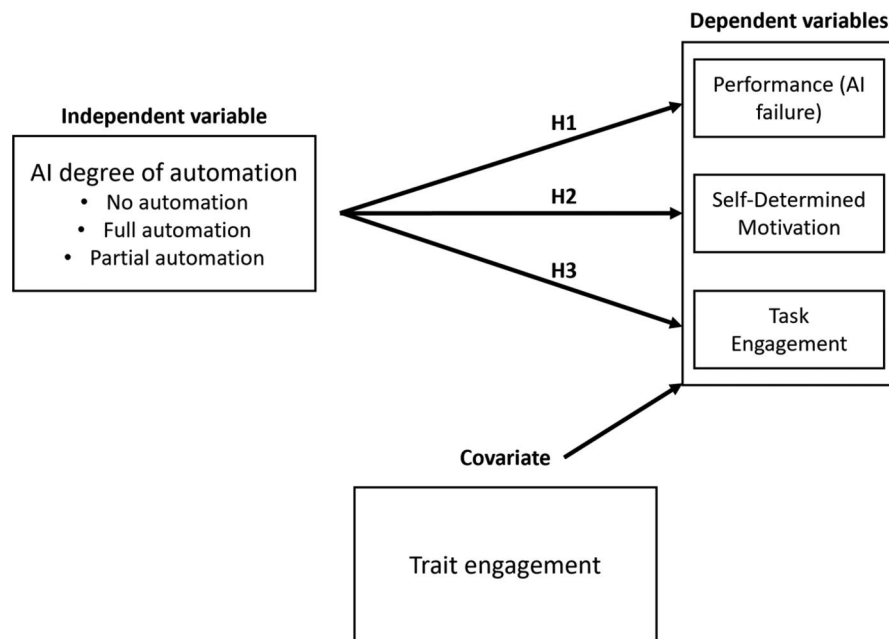 Dependent variables
Performance (AI
failure)
Independent variable
H1
AI degree of automation
• No automation
• Full automation
• Partial automation
H2
Self-Determined
Motivation
H3
Task
Engagement
Covariate
Trait engagement